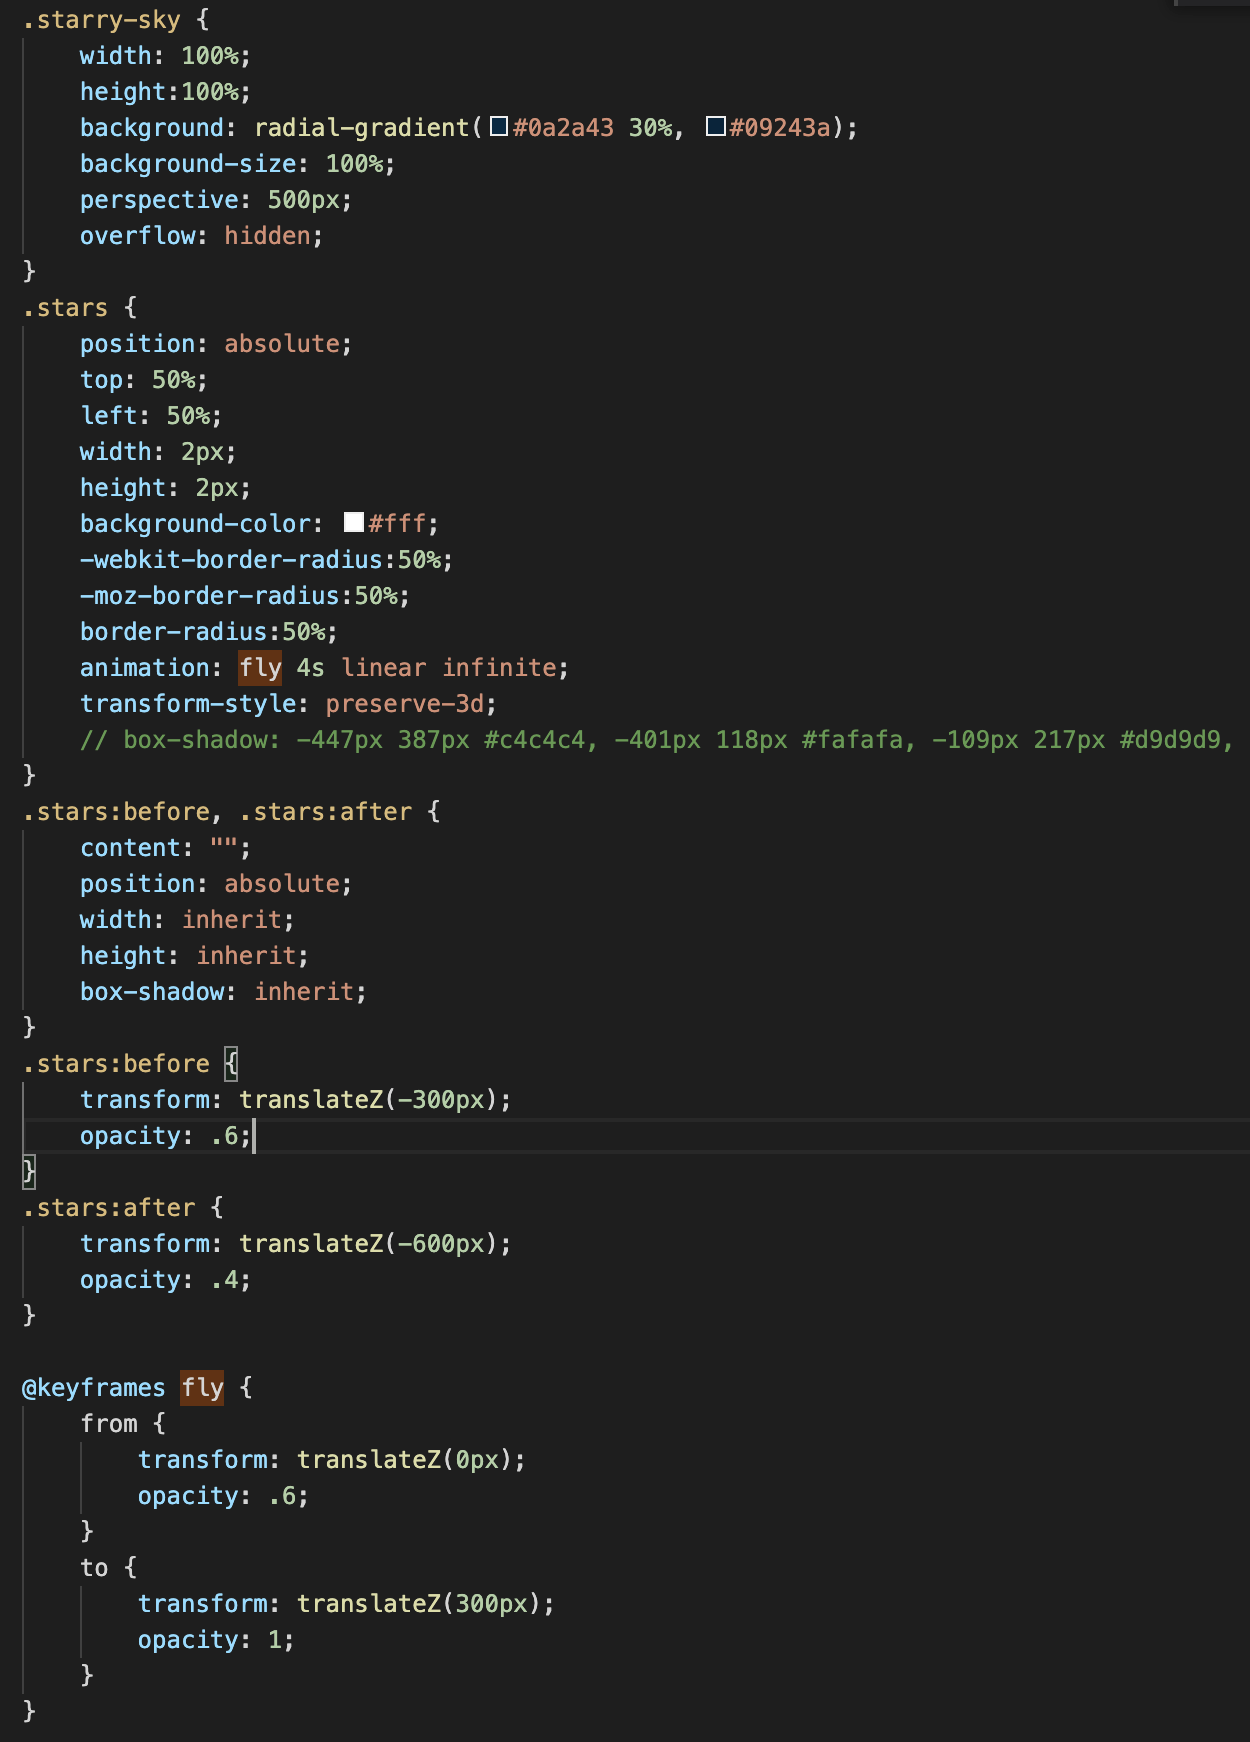 .starry-sky {
    width: 100%;
    height:100%;
    background: radial-gradient(#0a2a43 30%, #09243a);
    background-size: 100%;
    perspective: 500px;
    overflow: hidden;
}
.stars {
    position: absolute;
    top: 50%;
    left: 50%;
    width: 2px;
    height: 2px;
    background-color: #fff;
    -webkit-border-radius:50%;
    -moz-border-radius:50%;
    border-radius:50%;
    animation: fly 4s linear infinite;
    transform-style: preserve-3d;
    // box-shadow: -447px 387px #c4c4c4, -401px 118px #fafafa, -109px 217px #d9d9d9,
}
.stars:before, .stars:after {
    content: "";
    position: absolute;
    width: inherit;
    height: inherit;
    box-shadow: inherit;
}
.stars:before {
    transform: translateZ(-300px);
    opacity: .6;
}
.stars:after {
    transform: translateZ(-600px);
    opacity: .4;
}

@keyframes fly {
    from {
        transform: translateZ(0px);
        opacity: .6;
    }
    to {
        transform: translateZ(300px);
        opacity: 1;
    }
}